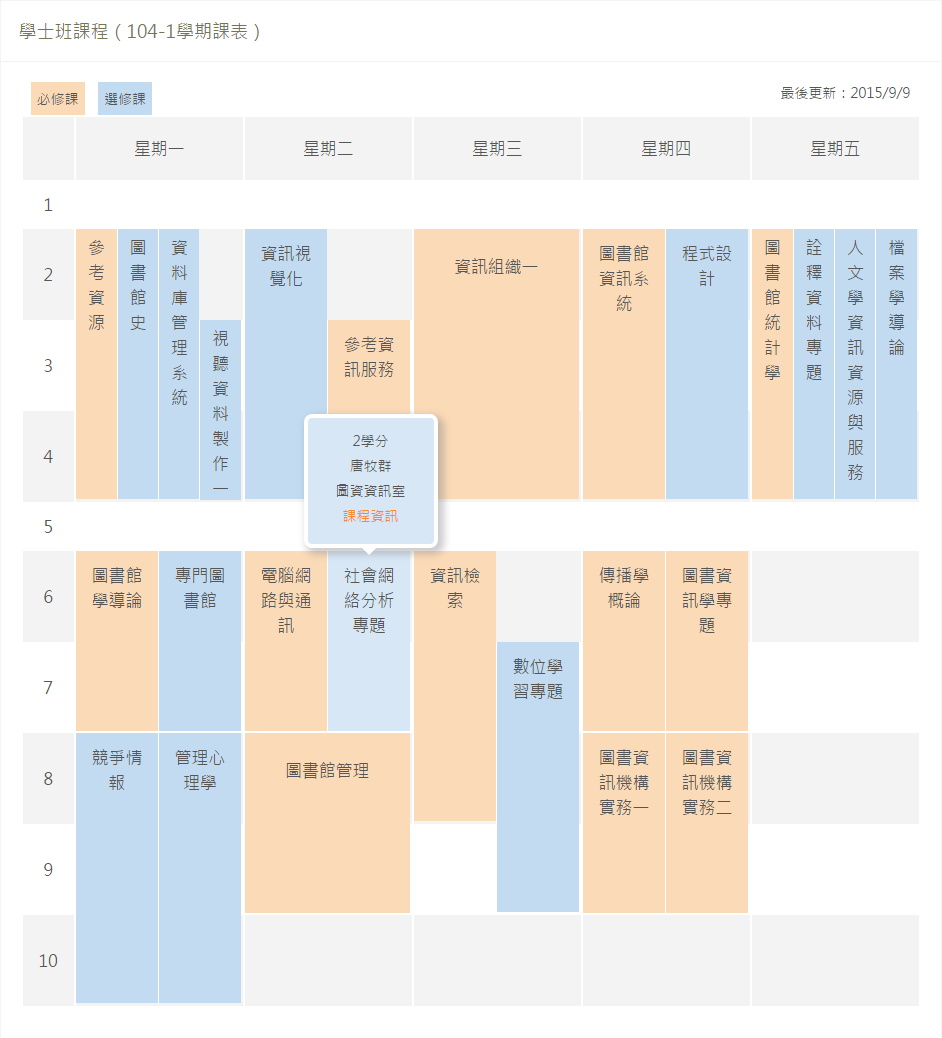 學士班課程 ( 104-1學期課表 )
必修課
選修課
最後更新：2015/9/9
星期一
星期二
星期三
星期四
星期五
1
2
參考資源
圖書館史
資料庫管理系統
視聽資料製作一
資訊視
覺化
參考資
訊服務
資訊組織一
圖書館
資訊系
統
程式設
計
圖書館統計學
詮釋資料專題
人文學資訊資源與服務
檔案學導論
3
4
2學分
唐牧群
圖資資訊室
課程資訊
5
6
圖書館
學導論
專門圖
書館
電腦網
路與通
訊
社會網
絡分析
專題
資訊檢
索
數位學
習專題
傳播學
概論
圖書資
訊學專
題
7
8
競爭情
報
管理心
理學
圖書館管理
圖書資
訊機構
實務一
圖書資
訊機構
實務二
9
10